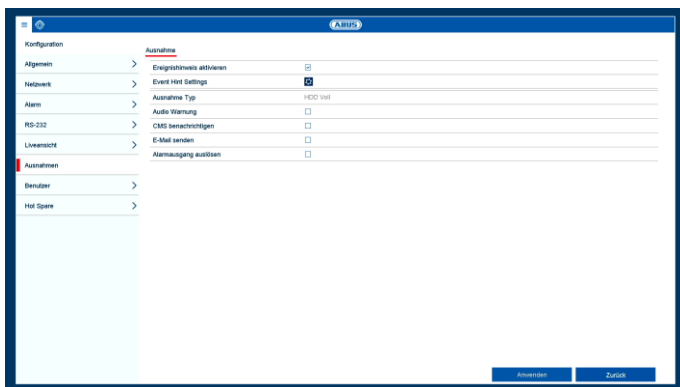 ABUS
Konfiguration
Allgemein
Netzwerk
Alarm
RS-232
Liveansicht
Ausnahmen
Benutzer
Hot Spare
Ausnahme
Ereignishinweis aktivieren
Event Hint Settings
Ausnahme Typ HDD Voll
Audio Warnung
CMS benachrichtigen
E-Mail senden
Alarmausgang auslösen
Anwenden Zurück